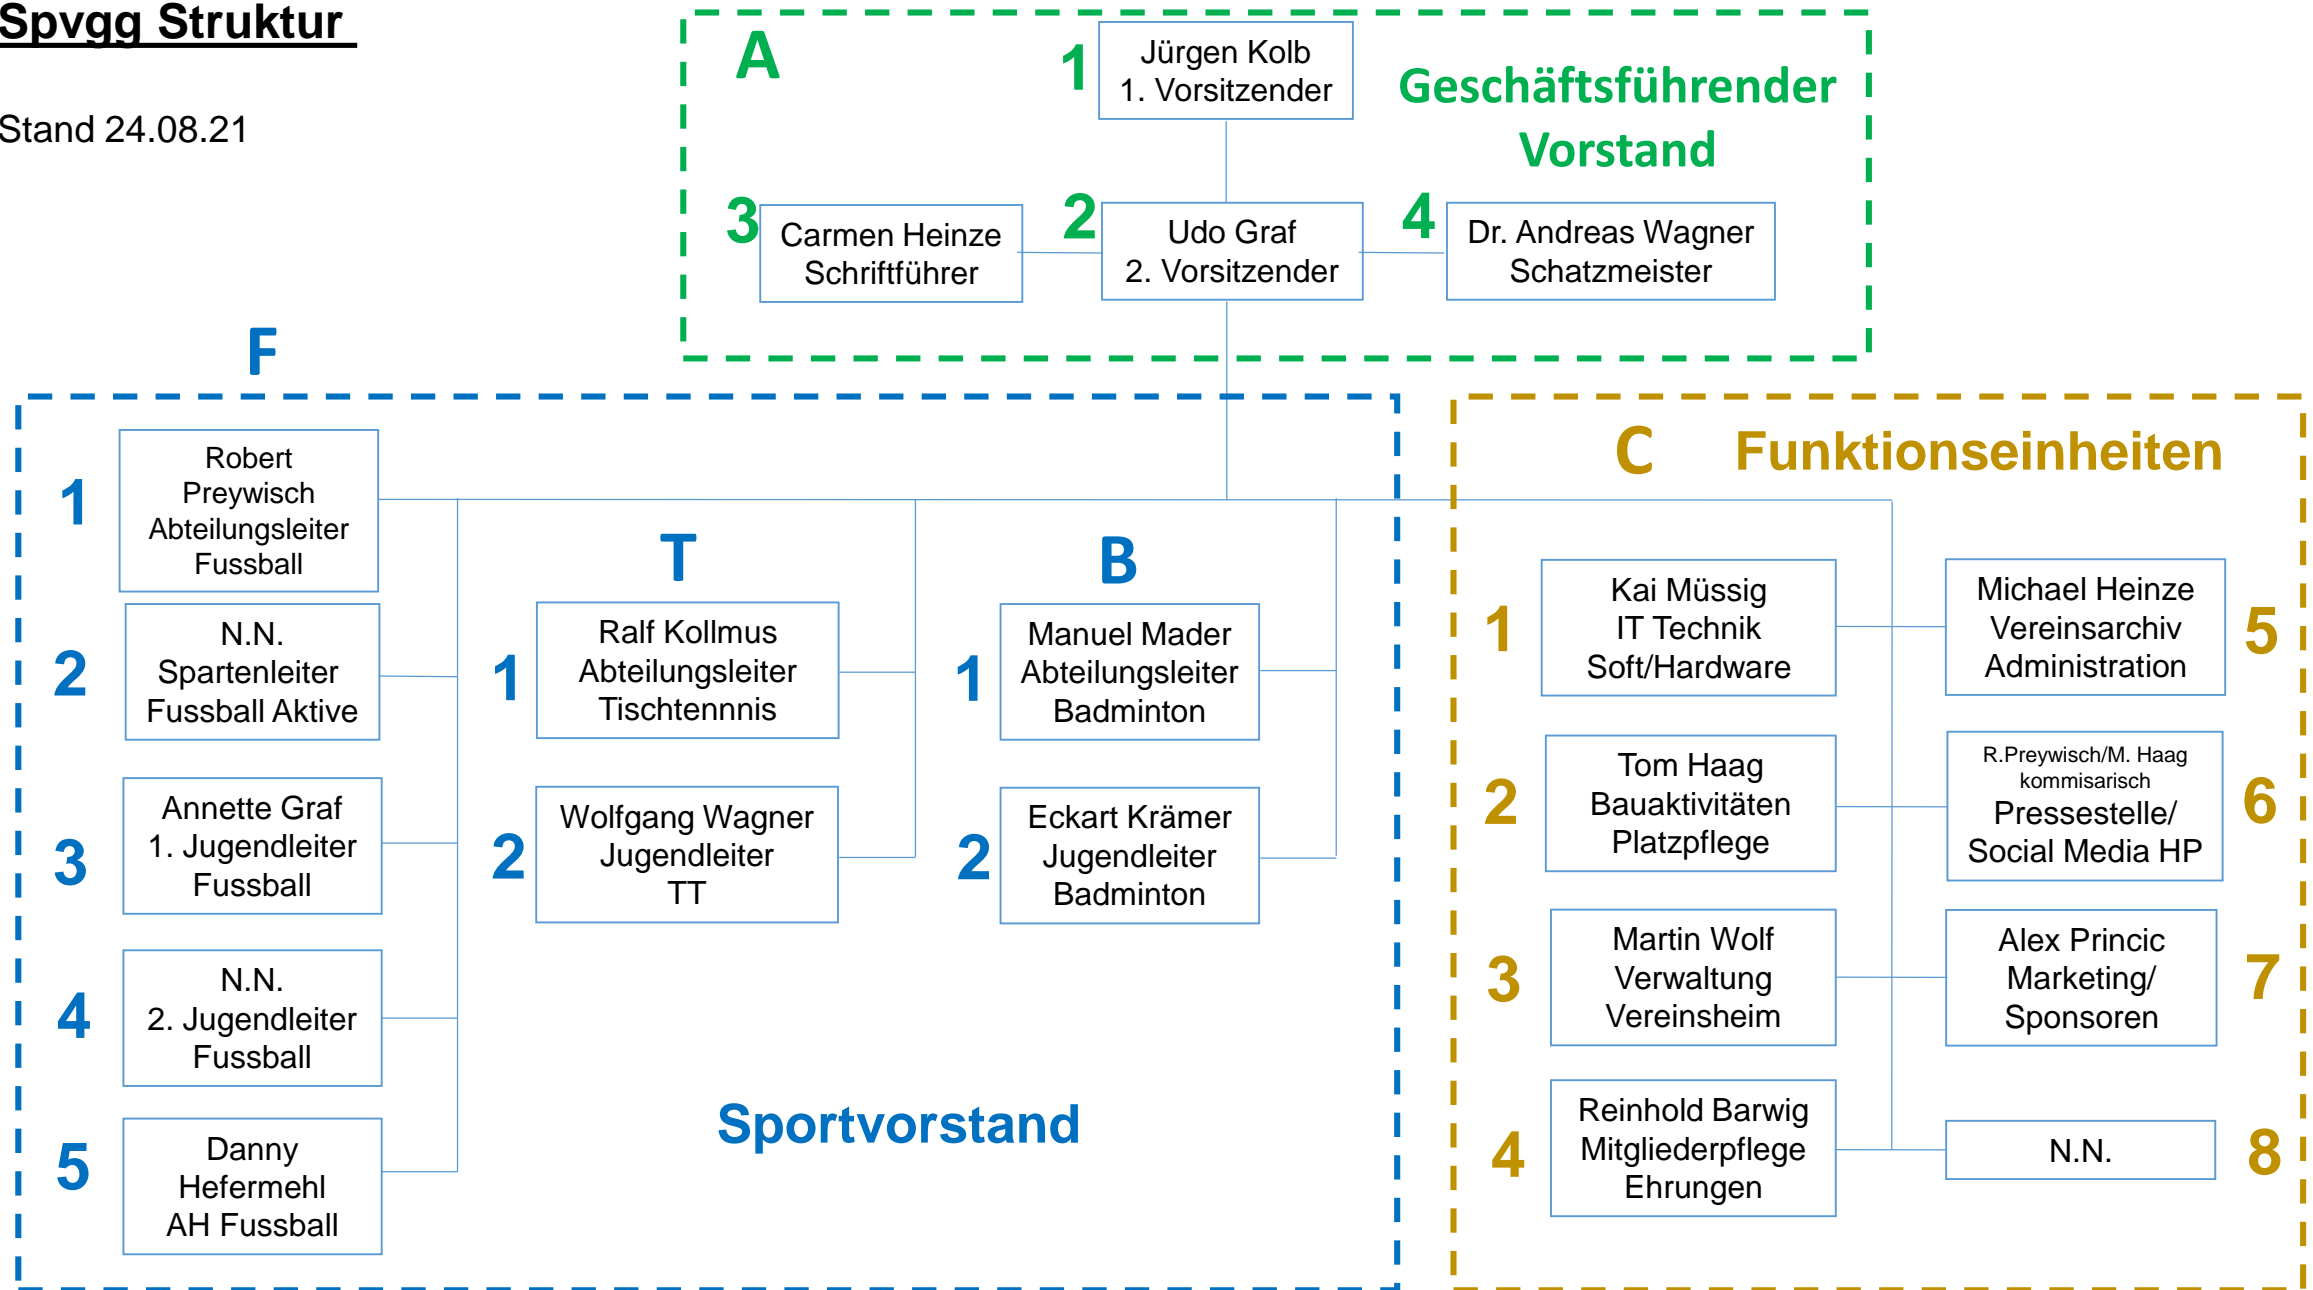 Spvgg Struktur
Stand 24.08.21
A
Geschäftsführender
Vorstand
1
Jürgen Kolb
1. Vorsitzender
3
Carmen Heinze
Schriftführer
2
Udo Graf
2. Vorsitzender
4
Dr. Andreas Wagner
Schatzmeister
F
1
Robert
Preywisch
Abteilungsleiter
Fussball
2
N.N.
Spartenleiter
Fussball Aktive
3
Annette Graf
1. Jugendleiter
Fussball
4
N.N.
2. Jugendleiter
Fussball
5
Danny
Hefermehl
AH Fussball
T
1
Ralf Kollmus
Abteilungsleiter
Tischtennnis
2
Wolfgang Wagner
Jugendleiter
TT
B
1
Manuel Mader
Abteilungsleiter
Badminton
2
Eckart Krämer
Jugendleiter
Badminton
Sportvorstand
C Funktionseinheiten
1
Kai Müssig
IT Technik
Soft/Hardware
2
Tom Haag
Bauaktivitäten
Platzpflege
3
Martin Wolf
Verwaltung
Vereinsheim
4
Reinhold Barwig
Mitgliederpflege
Ehrungen
Michael Heinze
Vereinsarchiv
Administration
5
R.Preywisch/M. Haag
kommisarisch
Pressestelle/
Social Media HP
6
Alex Princic
Marketing/
Sponsoren
7
N.N.
8